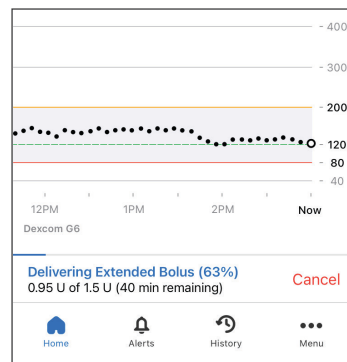 400
300
200
120
80
40
12PM 1PM 2PM Now
Dexcom G6
Delivering Extended Bolus (63%)
0.95 U of 1.5 U (40 min remaining)
Cancel
Home Alerts History Menu